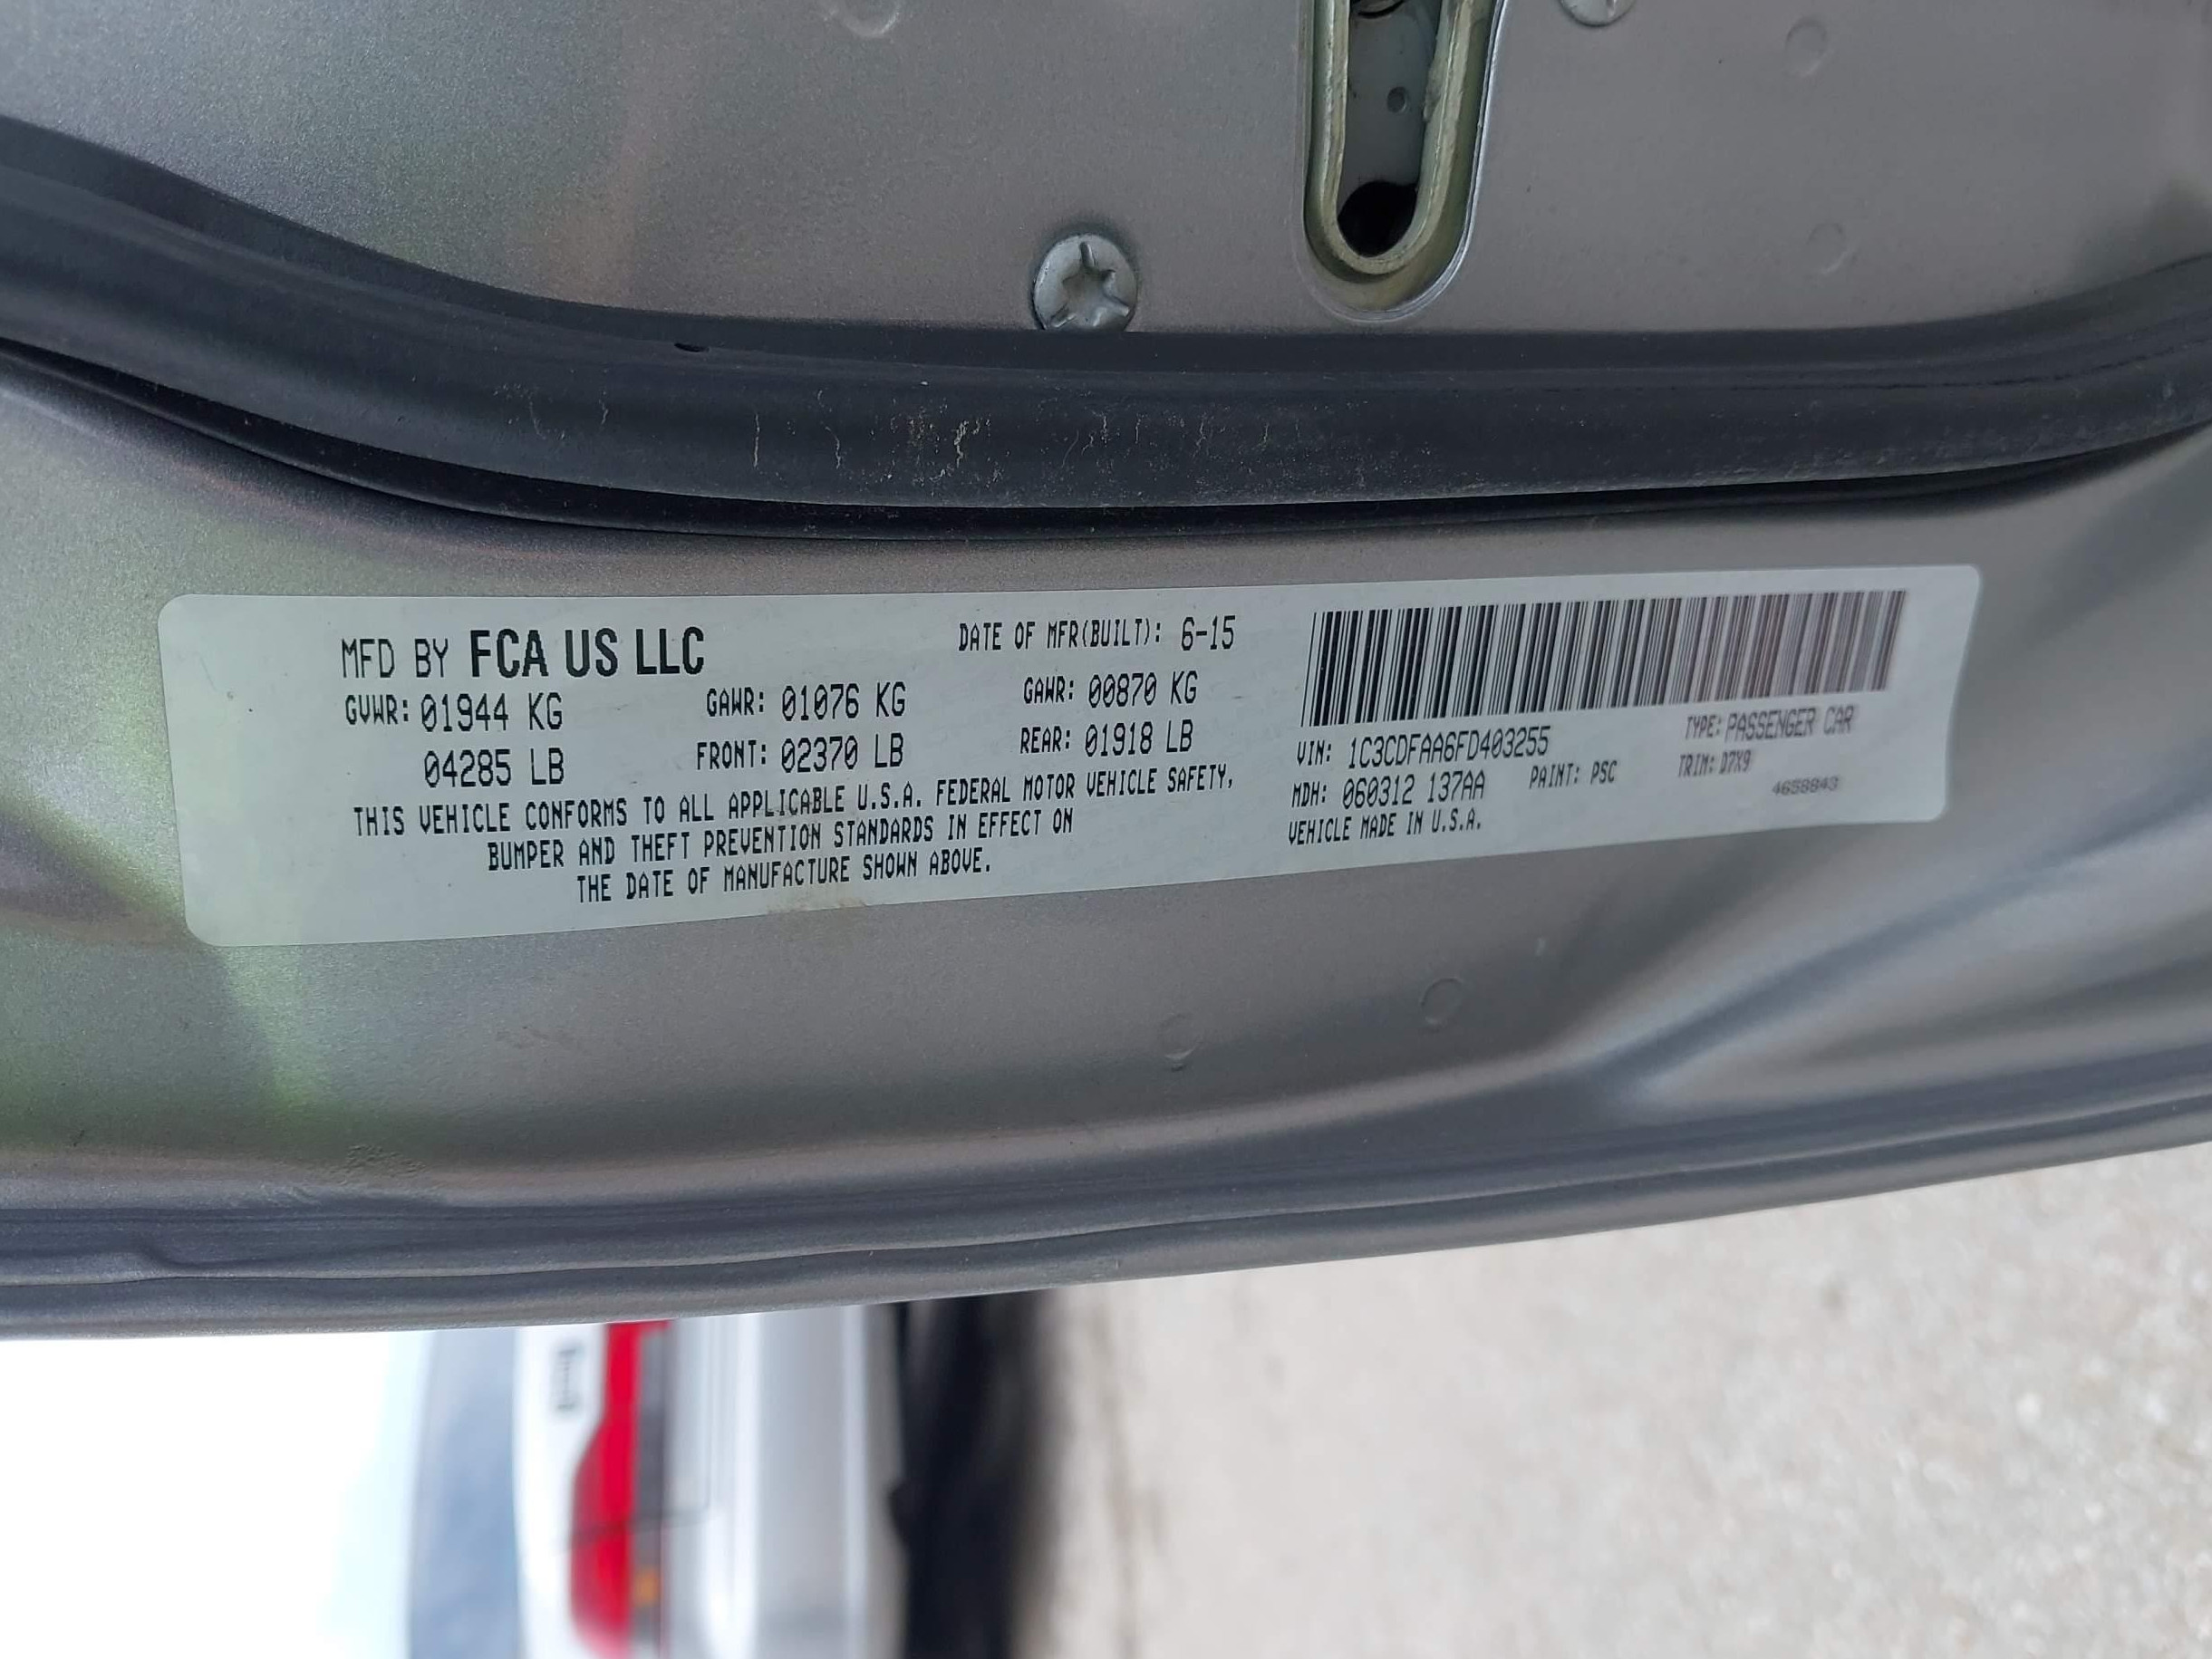 MFD BY FCA US LLC
DATE OF MFR(BUILT): 6-15
GVWR: 01944 KG
04285 LB
GAWR: 01076 KG
FRONT: 02370 LB
GAWR: 00870 KG
REAR: 01918 LB
THIS VEHICLE CONFORMS TO ALL APPLICABLE U.S.A. FEDERAL MOTOR VEHICLE SAFETY,
BUMPER AND THEFT PREVENTION STANDARDS IN EFFECT ON
THE DATE OF MANUFACTURE SHOWN ABOVE.
VIN: 1C3CDFAA6FD403255
TYPE: PASSENGER CAR
MDH: 060312 137AA
PAINT: PSC
TRIM: D7X9
VEHICLE MADE IN U.S.A.
4658843